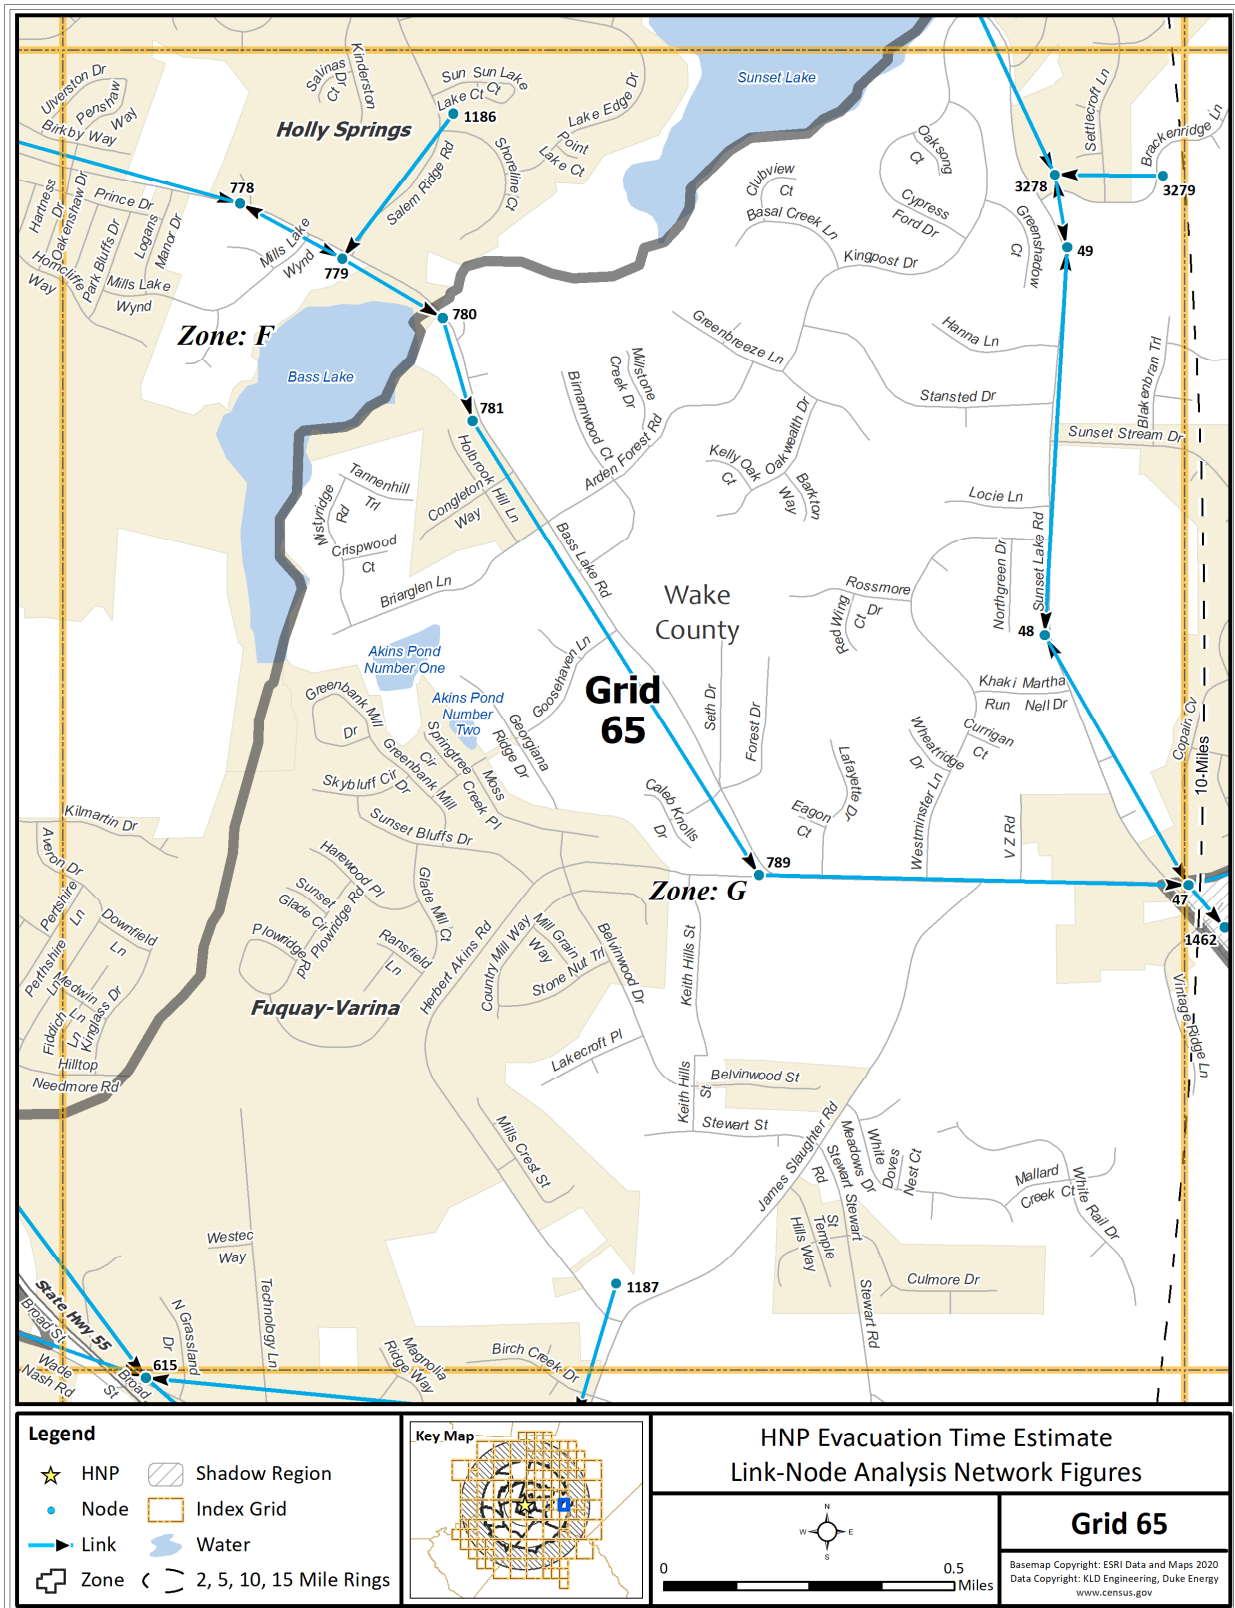 Sunset Lake
Ulverston Dr
Penshaw
Way
Birkby Way
Salinas
Ct Dr
Kinderston
Sun Sun Lake
Lake Ct Ct
1186
Lake Edge Dr
Point
Lake Ct
Shoreline Ct
Holly Springs
Salem Ridge Rd
Settlecroft Ln
Brackenridge Ln
3278
3279
49
Greenshadow
Ct
Oaksong
Ct
Cypress
Ford Dr
Clubview
Ct
Basal Creek Ln
Kingpost Dr
Hartness
Dr
Oakenshaw Dr
Prince Dr
Park Bluffs Dr
Logans
Manor Dr
Horncliffe
Way
Mills Lake
Wynd
Mills Lake
Wynd
778
779
780
Zone: F
Bass Lake
781
Greenbreeze Ln
Hanna Ln
Stansted Dr
Blakenbran Trl
Sunset Stream Dr
Millstone
Creek Dr
Birnamwood Ct
Arden Forest Rd
Kelly Oak
Ct
Oakwealth Dr
Barkton
Way
Locie Ln
Holbrook
Hill Ln
Congleton
Way
Tannenhill
Trl
Mistyridge
Rd
Crispwood
Ct
Briarglen Ln
Bass Lake Rd
Sunset Lake Rd
Northgreen Dr
Wake
County
Rossmore
Dr
Red Wing
Ct
48
Akins Pond
Number One
Akins Pond
Number
Two
Goosehaven Ln
Georgiana
Ridge Dr
Grid
65
Seth Dr
Forest Dr
Khaki Martha
Run Nell Dr
Currigan
Ct
Wheatridge
Dr
Copain Cv
10-Miles
Greenbank Mill
Dr
Greenbank Mill
Dr
Springtree
Cir
Moss
Creek Pl
Skybluff Cir
Sunset Bluffs Dr
Caleb Knolls
Dr
Lafayette Dr
Eagon
Ct
Westminster Ln
V Z Rd
789
Zone: G
47
1462
Kilmartin Dr
Averon Dr
Pertshire
Ln
Downfield
Ln
Perthshire
Ln
Medwin
Ln
Fiddich
Ln
Kinglass Dr
Hilltop
Needmore Rd
Harewood Pl
Sunset
Glade Cir
Plowridge Rd
Plowridge
Rd
Ransfield
Ln
Glade Mill Ct
Herbert Akins Rd
Country Mill Way
Mill Grain
Way
Stone Nut Trl
Belvinwood Dr
Keith Hills St
Fuquay-Varina
Vintage Ridge Ln
Lakecroft Pl
Keith Hills
St
Belvinwood St
Stewart St
Mills Crest St
James Slaughter Rd
White
Doves
Nest Ct
Meadows Dr
Stewart
Rd
Stewart
St
Temple
Hills Way
Mallard
Creek Ct
White Rail Dr
Culmore Dr
Stewart Rd
Westec
Way
Technology Ln
N Grassland
Dr
State Hwy 55
Broad St
Wade
Nash Rd
Broad
St
615
1187
Magnolia
Ridge Way
Birch Creek Dr
Legend
HNP
Shadow Region
Node
Index Grid
Link
Water
Zone
2, 5, 10, 15 Mile Rings
Key Map
HNP Evacuation Time Estimate
Link-Node Analysis Network Figures
N
W E
S
0 0.5
Miles
Grid 65
Basemap Copyright: ESRI Data and Maps 2020
Data Copyright: KLD Engineering, Duke Energy
www.census.gov